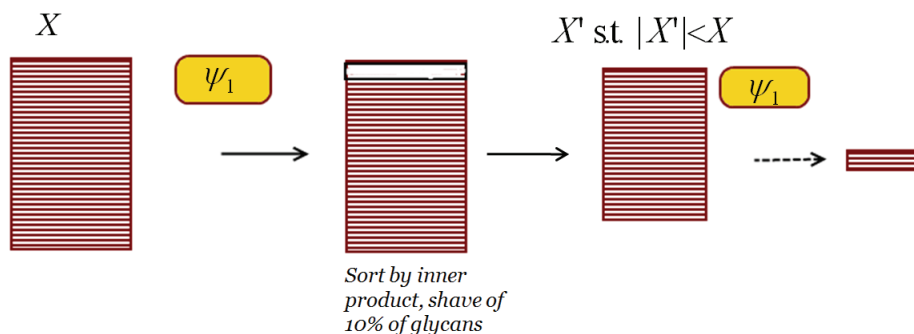 X
ψ₁
X' s.t. |X'|<X
ψ₁
Sort by inner
product, shave of
10% of glycans